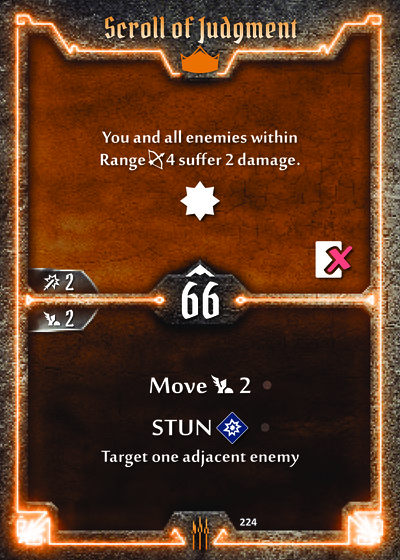 Scroll of Judgment
You and all enemies within
Range 4 suffer 2 damage.
2
66
2
Move 2
STUN
Target one adjacent enemy
224